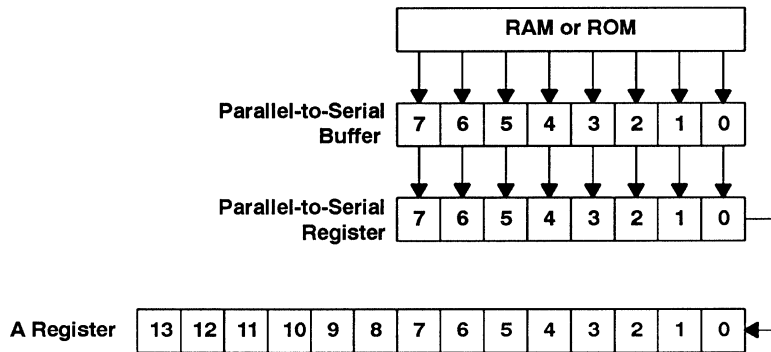 RAM or ROM
Parallel-to-Serial
Buffer
7 6 5 4 3 2 1 0
Parallel-to-Serial
Register
7 6 5 4 3 2 1 0
A Register
13 12 11 10 9 8 7 6 5 4 3 2 1 0